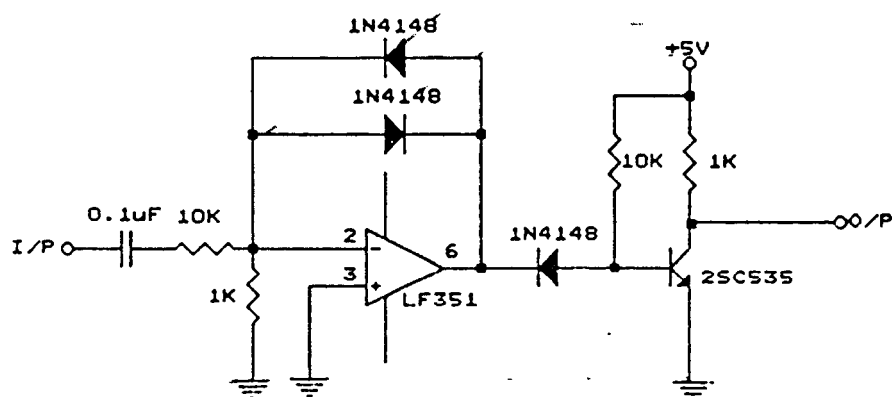 1N4148
+5V
1N4148
10K
1K
0.1uF
10K
O/P
I/P
2
-
6
1N4148
3
+
1K
LF351
2SC535